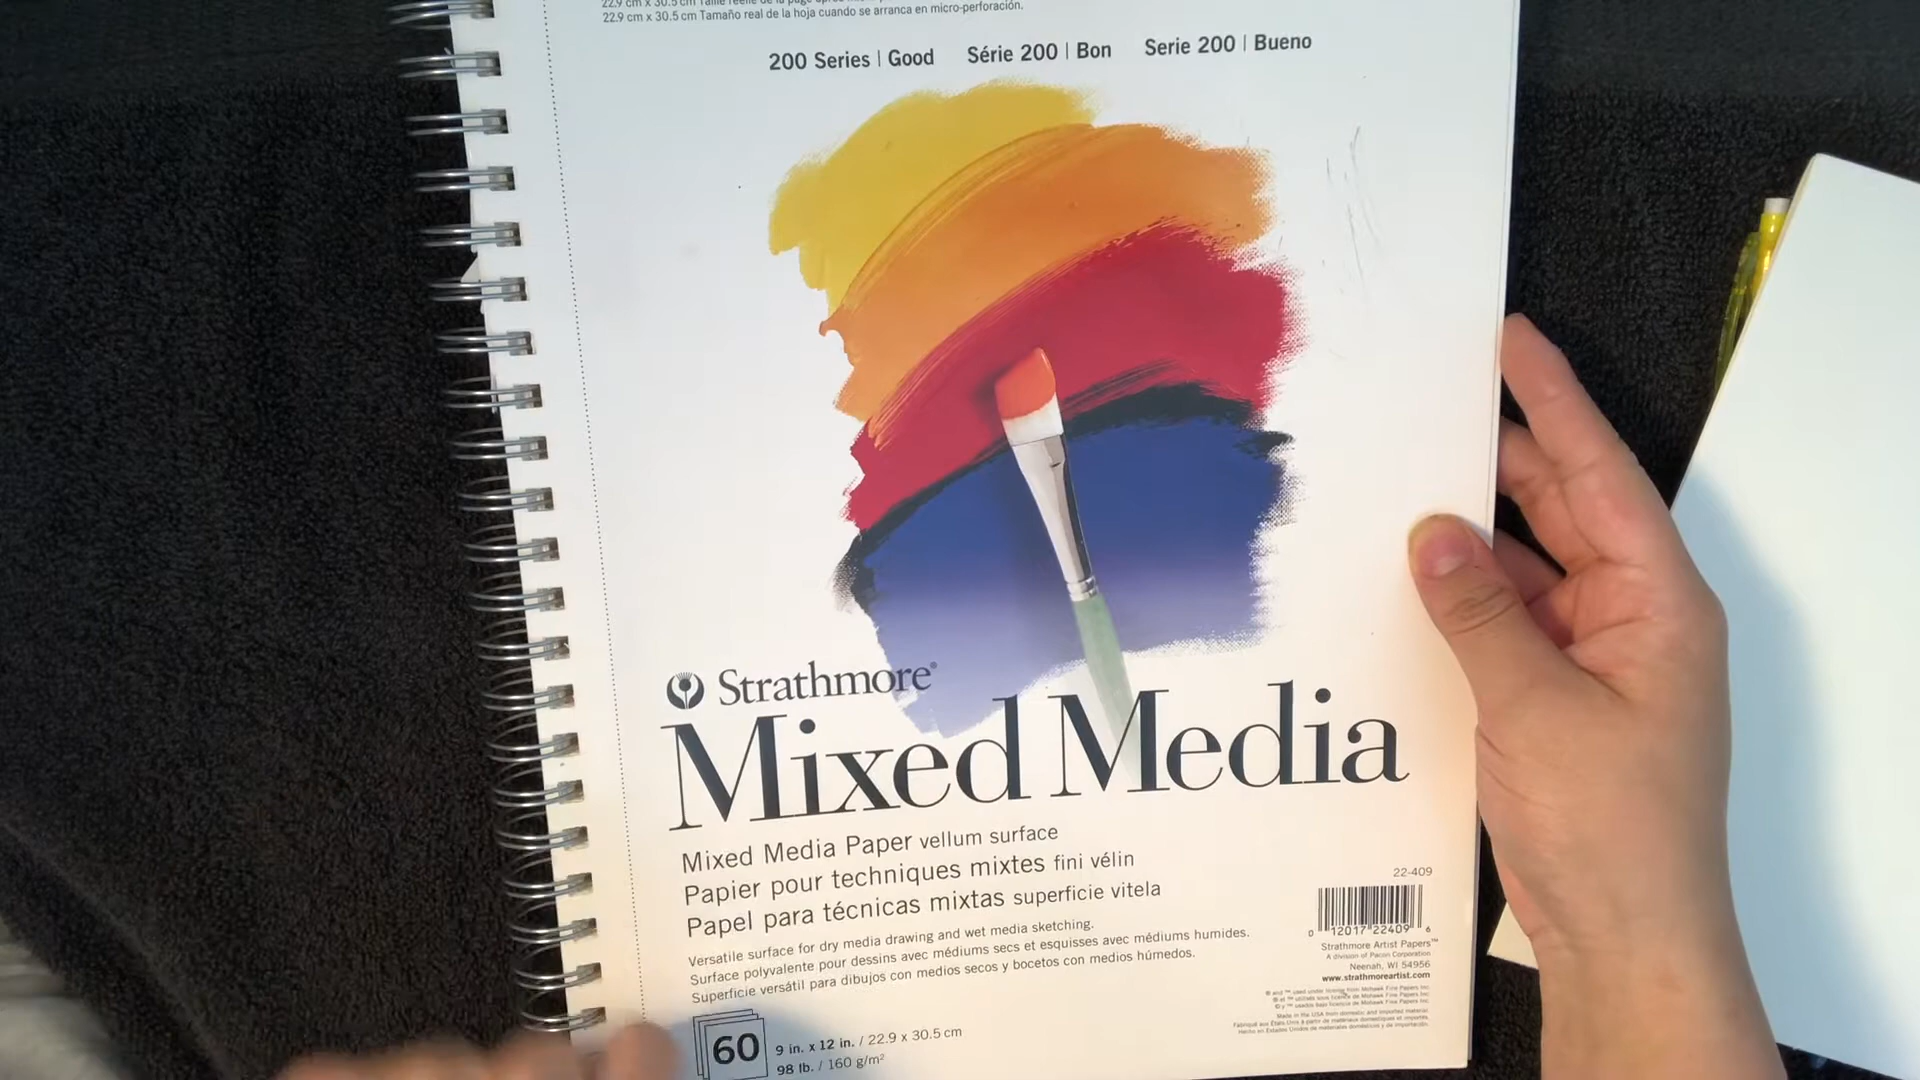 22.9 cm x 30.5 cm Tamaño real de la hoja cuando se arranca en micro-perforación.
200 Series | Good Série 200 | Bon Serie 200 | Bueno
Strathmore®
Mixed Media
Mixed Media Paper vellum surface
Papier pour techniques mixtes fini vélin
Papel para técnicas mixtas superficie vitela
Versatile surface for dry media drawing and wet media sketching.
Surface polyvalente pour dessins avec médiums secs et esquisses avec médiums humides.
Superficie versátil para dibujos con medios secos y bocetos con medios húmedos.
60
9 in. x 12 in. / 22.9 x 30.5 cm
98 lb. / 160 g/m²
22-409
0 12017 22409 6
Strathmore Artist Papers™
A division of Pacon Corporation
Neenah, WI 54956
www.strathmoreartist.com